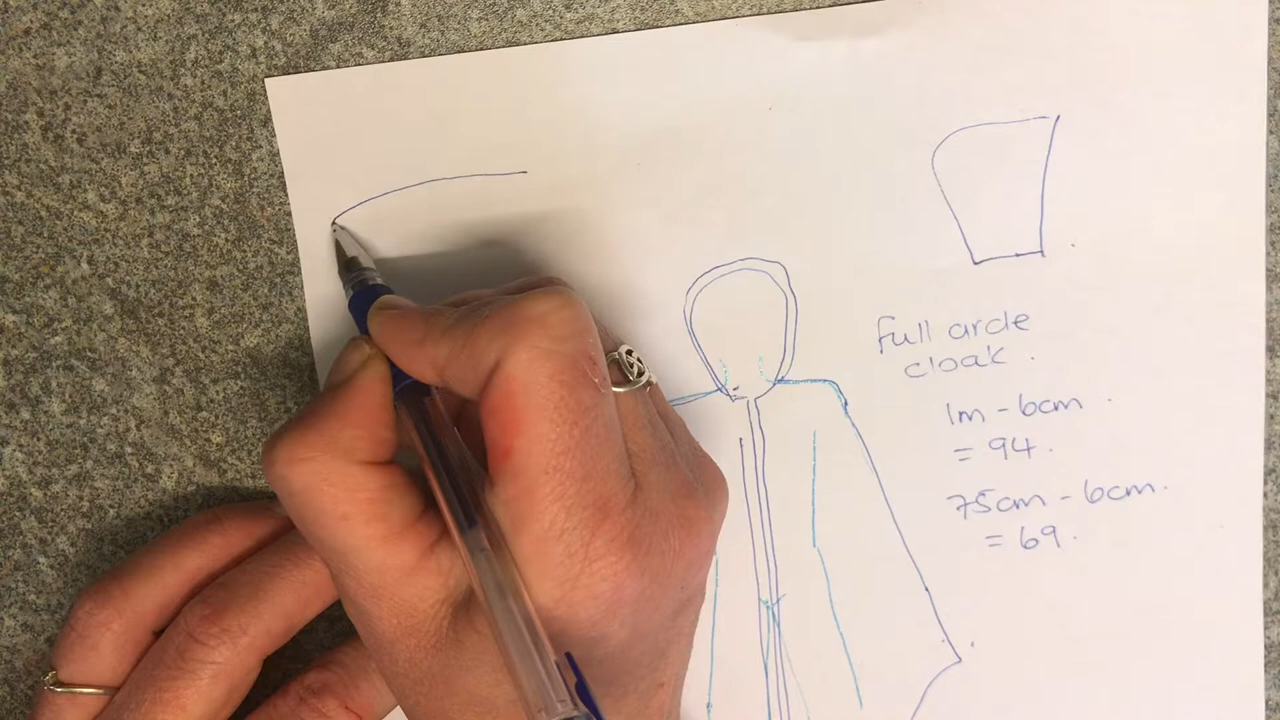 full circle
cloak.
1m - 6cm.
= 94.
75cm - 6cm.
= 69.